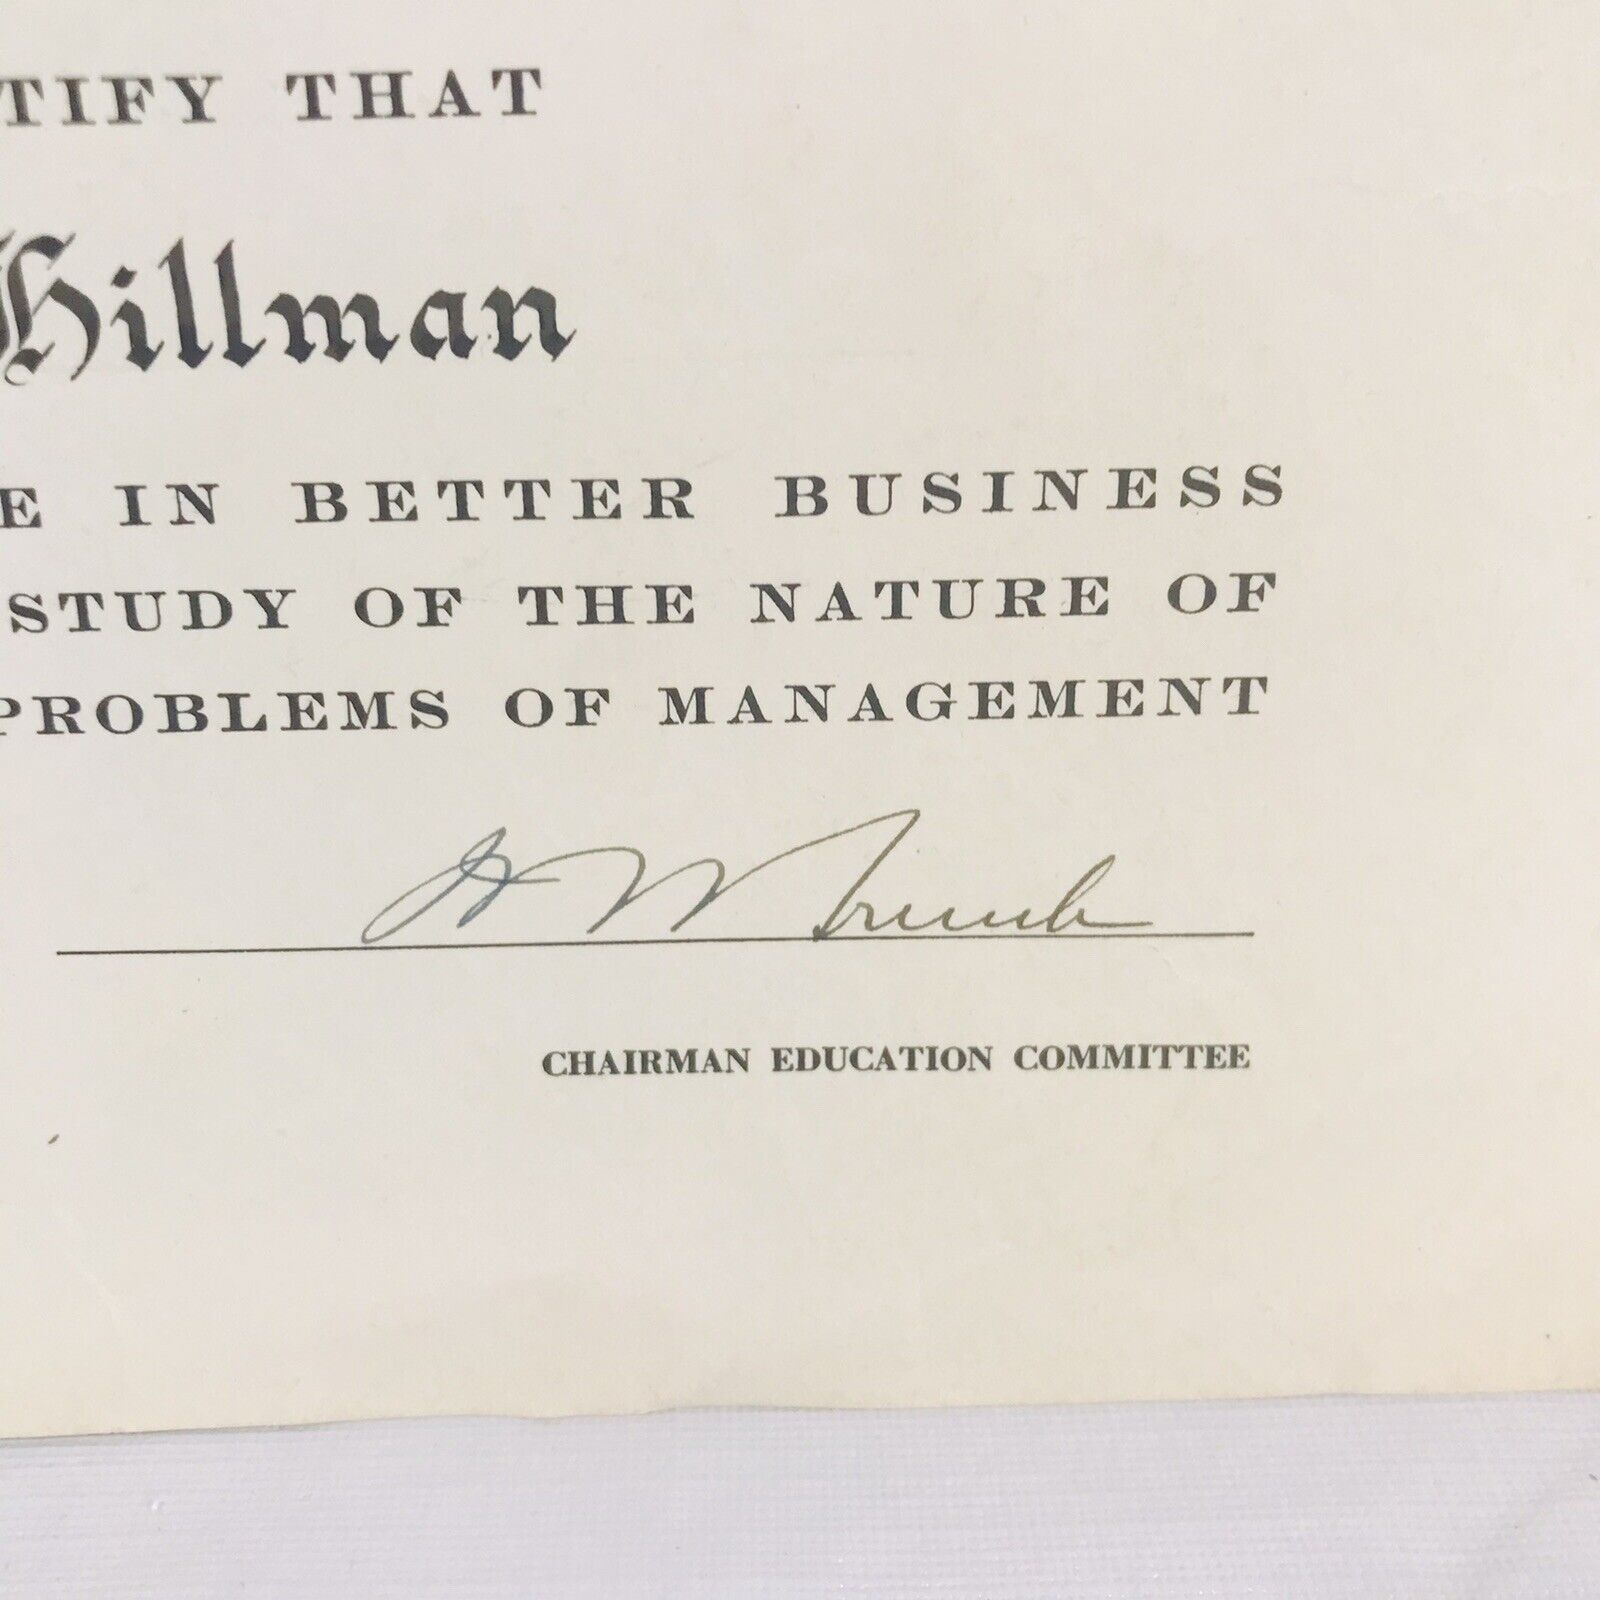 TIFY THAT
Hillman
E IN BETTER BUSINESS
STUDY OF THE NATURE OF
PROBLEMS OF MANAGEMENT
CHAIRMAN EDUCATION COMMITTEE